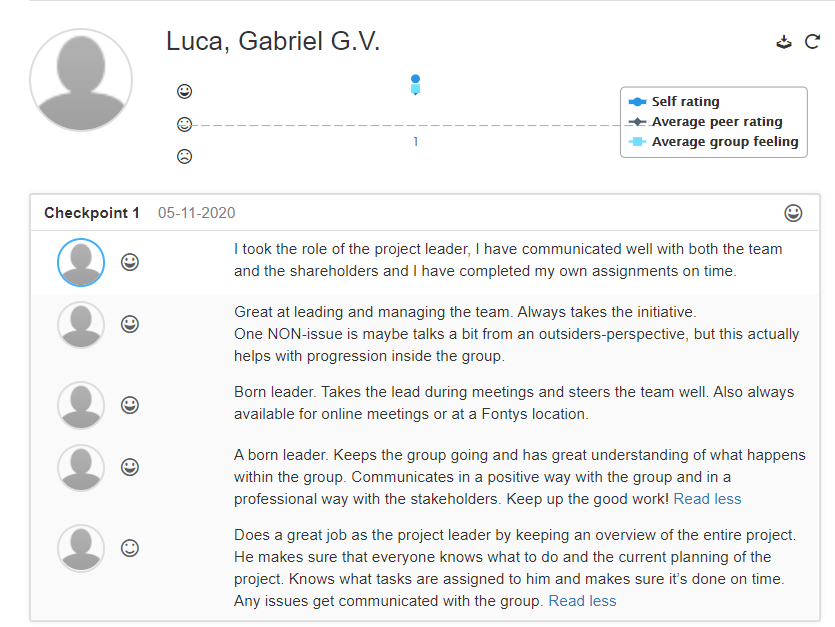 Luca, Gabriel G.V.
Self rating
Average peer rating
Average group feeling
1
Checkpoint 1 05-11-2020
I took the role of the project leader, I have communicated well with both the team
and the shareholders and I have completed my own assignments on time.
Great at leading and managing the team. Always takes the initiative.
One NON-issue is maybe talks a bit from an outsiders-perspective, but this actually
helps with progression inside the group.
Born leader. Takes the lead during meetings and steers the team well. Also always
available for online meetings or at a Fontys location.
A born leader. Keeps the group going and has great understanding of what happens
within the group. Communicates in a positive way with the group and in a
professional way with the stakeholders. Keep up the good work! Read less
Does a great job as the project leader by keeping an overview of the entire project.
He makes sure that everyone knows what to do and the current planning of the
project. Knows what tasks are assigned to him and makes sure it’s done on time.
Any issues get communicated with the group. Read less